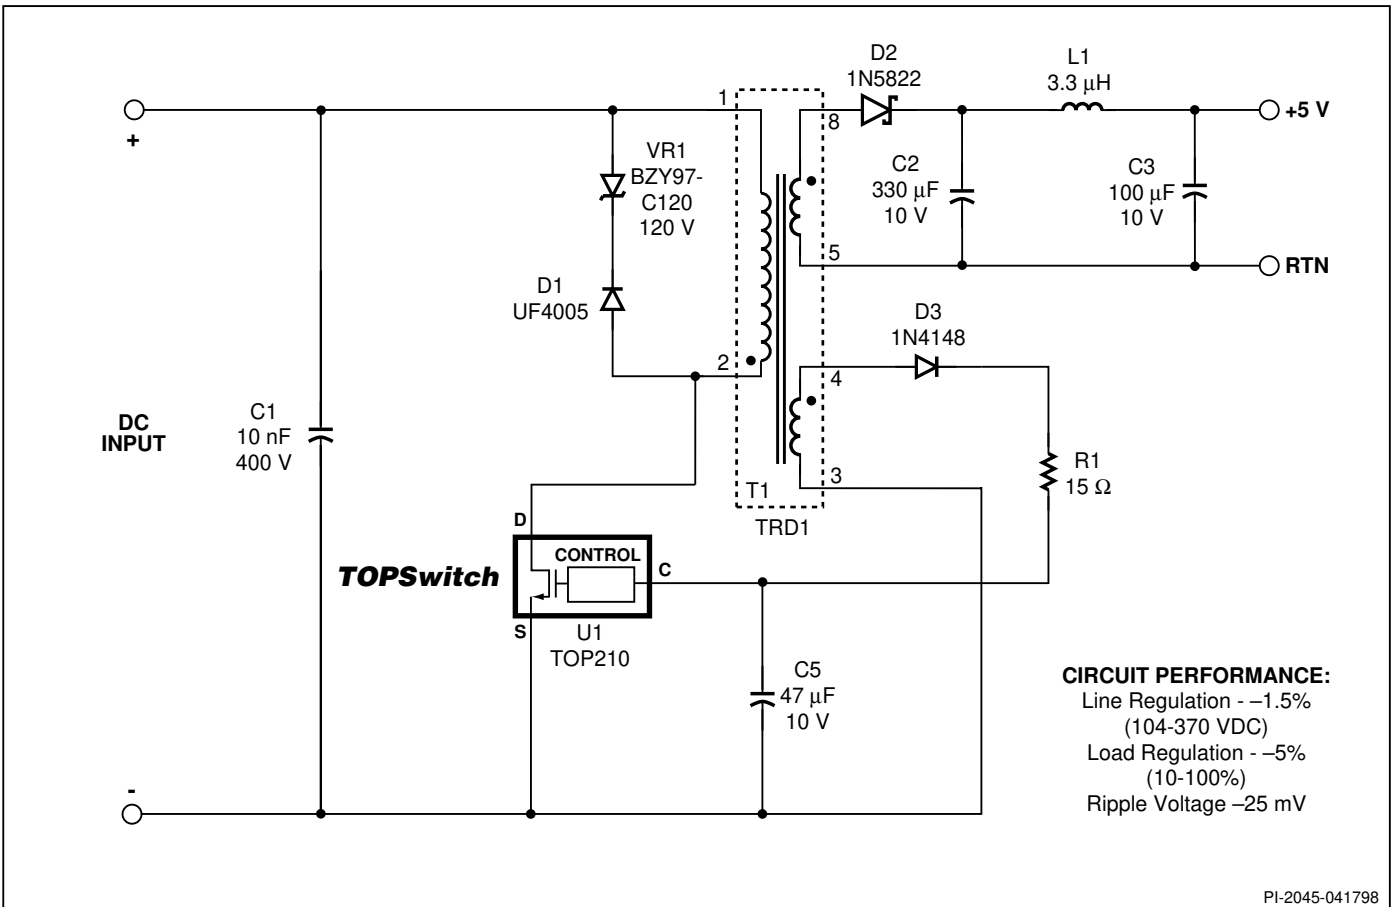 D2
1N5822
L1
3.3 µH
1
8
+5 V
+
VR1
BZY97-
C120
120 V
C2
330 µF
10 V
C3
100 µF
10 V
5
RTN
D1
UF4005
D3
1N4148
2
4
DC
INPUT
C1
10 nF
400 V
R1
15 Ω
T1
3
TRD1
D
CONTROL
C
TOPSwitch
S
U1
TOP210
C5
47 µF
10 V
CIRCUIT PERFORMANCE:
Line Regulation - –1.5%
(104-370 VDC)
Load Regulation - –5%
(10-100%)
Ripple Voltage –25 mV
-
PI-2045-041798